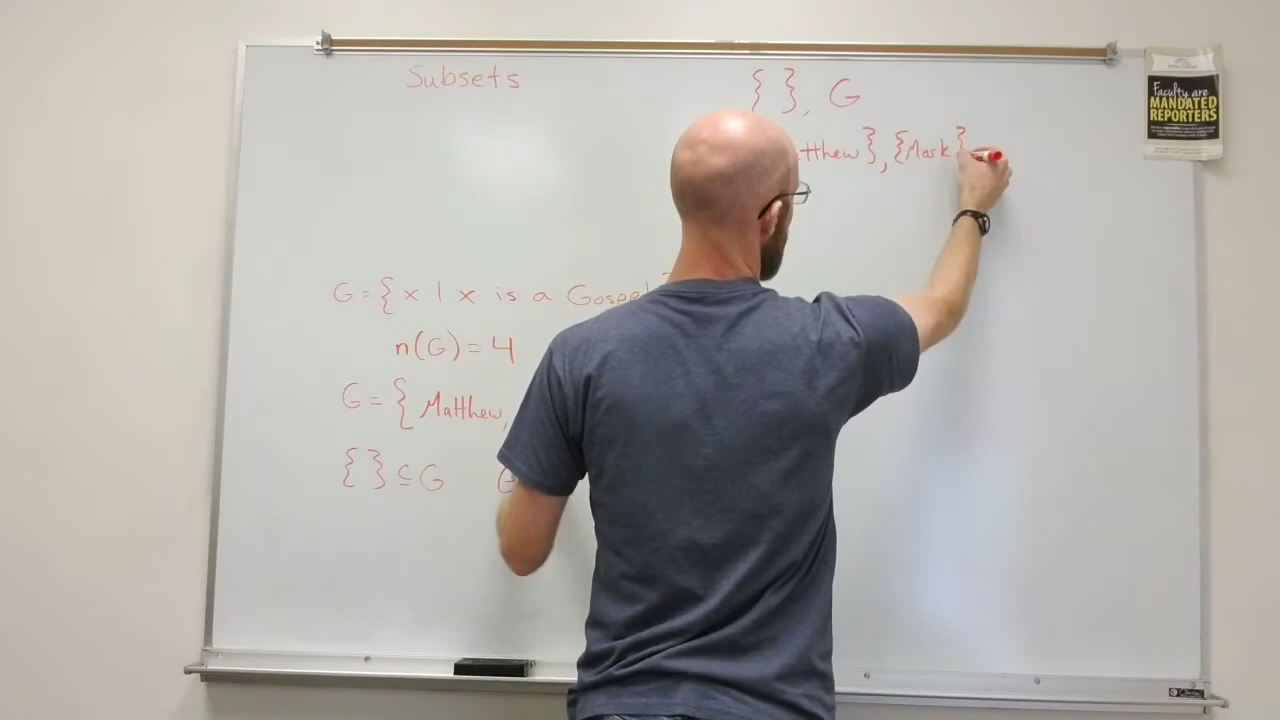 Subsets
{ }, G
tthew}, {Mark}
G={ x | x is a Gospel
n(G) = 4
G = { Matthew,
{ } ⊆ G
Faculty are
MANDATED
REPORTERS